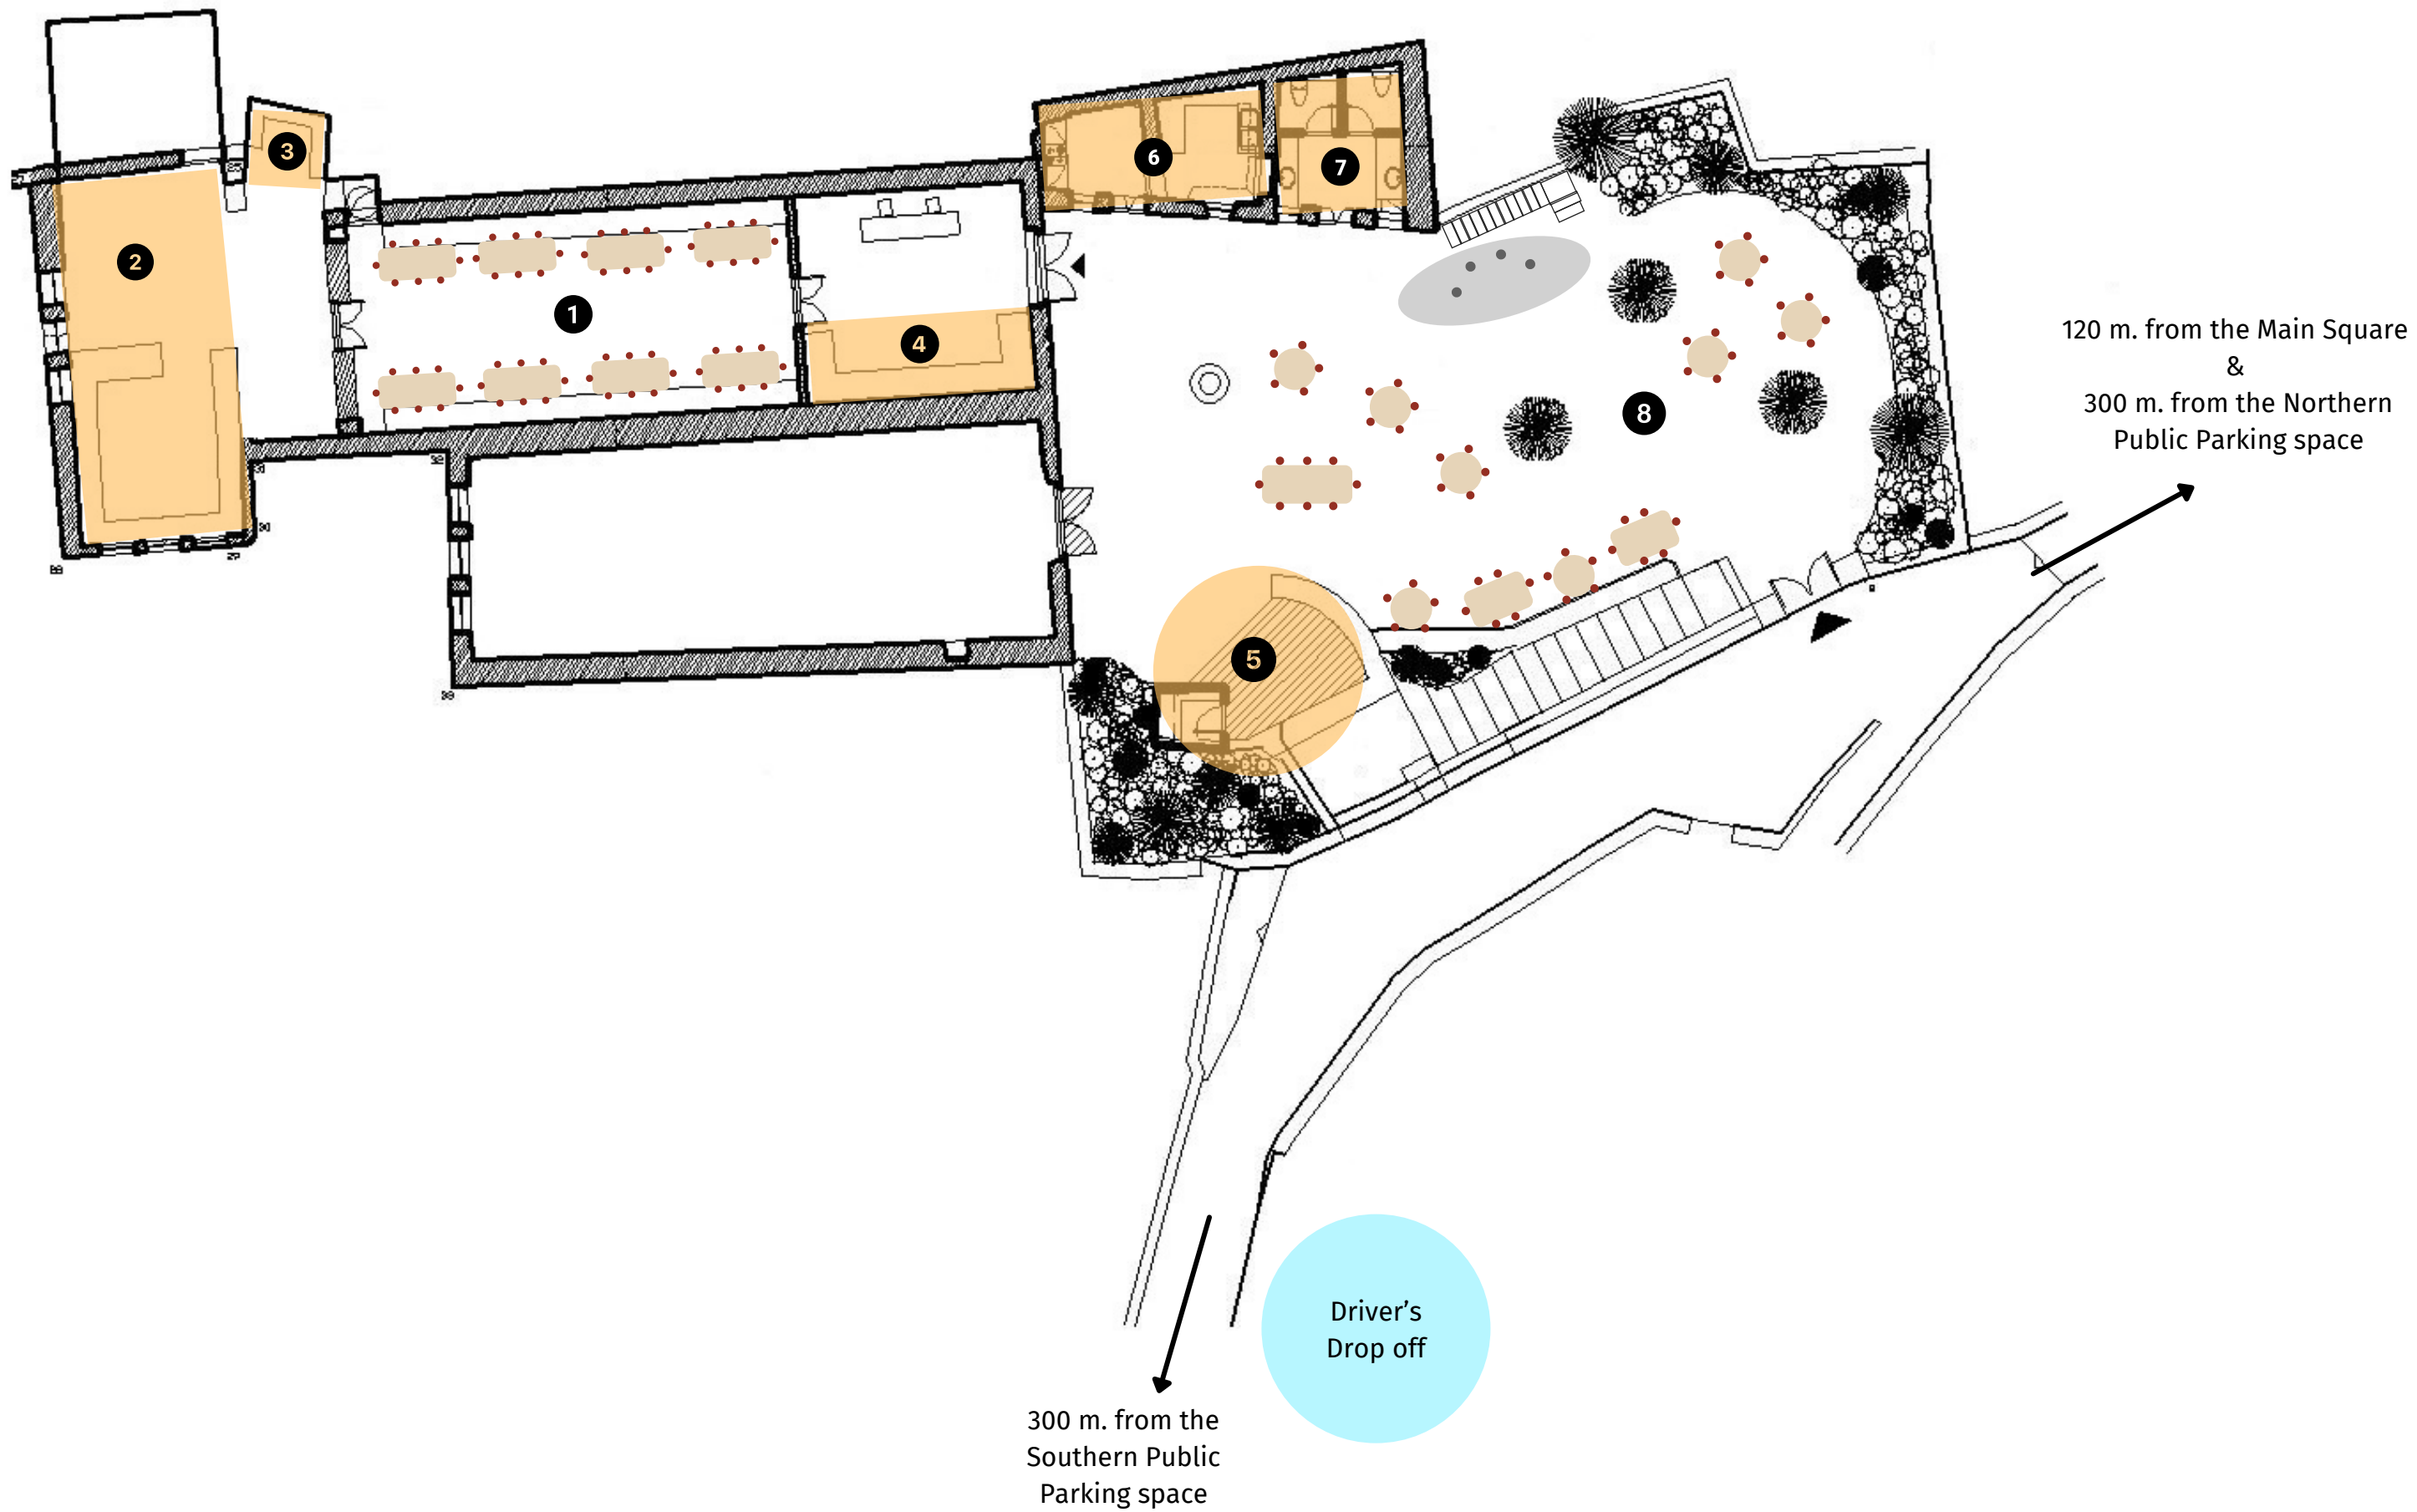 3
6
7
2
1
4
8
5
120 m. from the Main Square
&
300 m. from the Northern
Public Parking space
Driver’s
Drop off
300 m. from the
Southern Public
Parking space